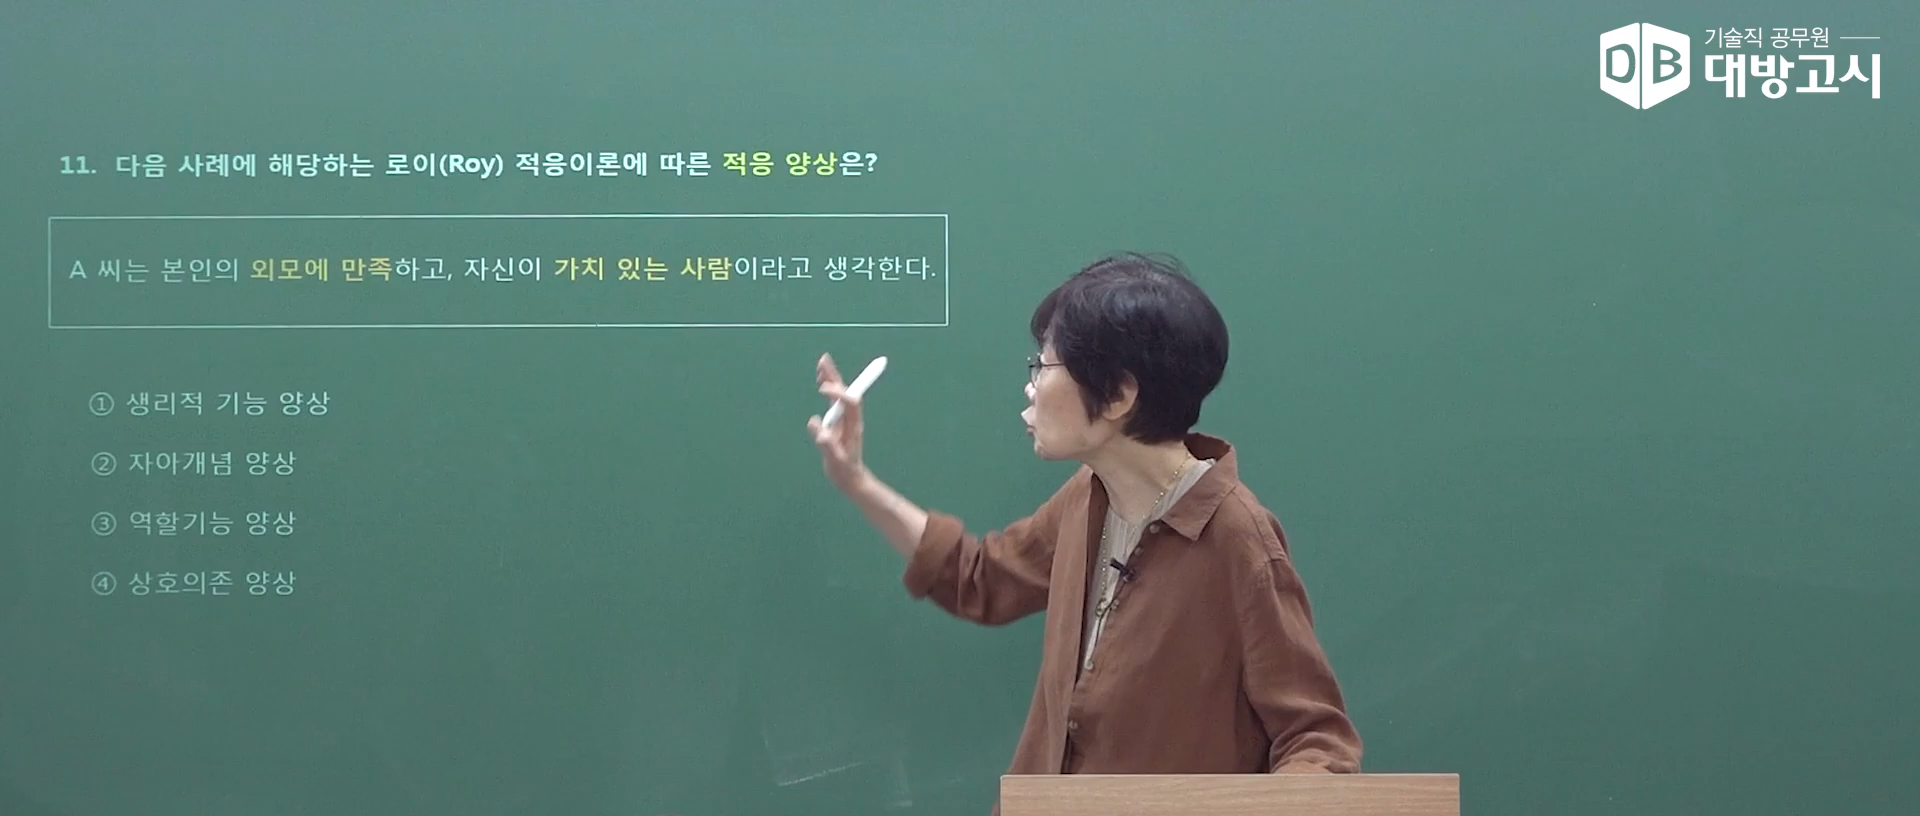 기술직 공무원
DB 대방고시
11. 다음 사례에 해당하는 로이(Roy) 적응이론에 따른 적응 양상은?
A 씨는 본인의 외모에 만족하고, 자신이 가치 있는 사람이라고 생각한다.
① 생리적 기능 양상
② 자아개념 양상
③ 역할기능 양상
④ 상호의존 양상